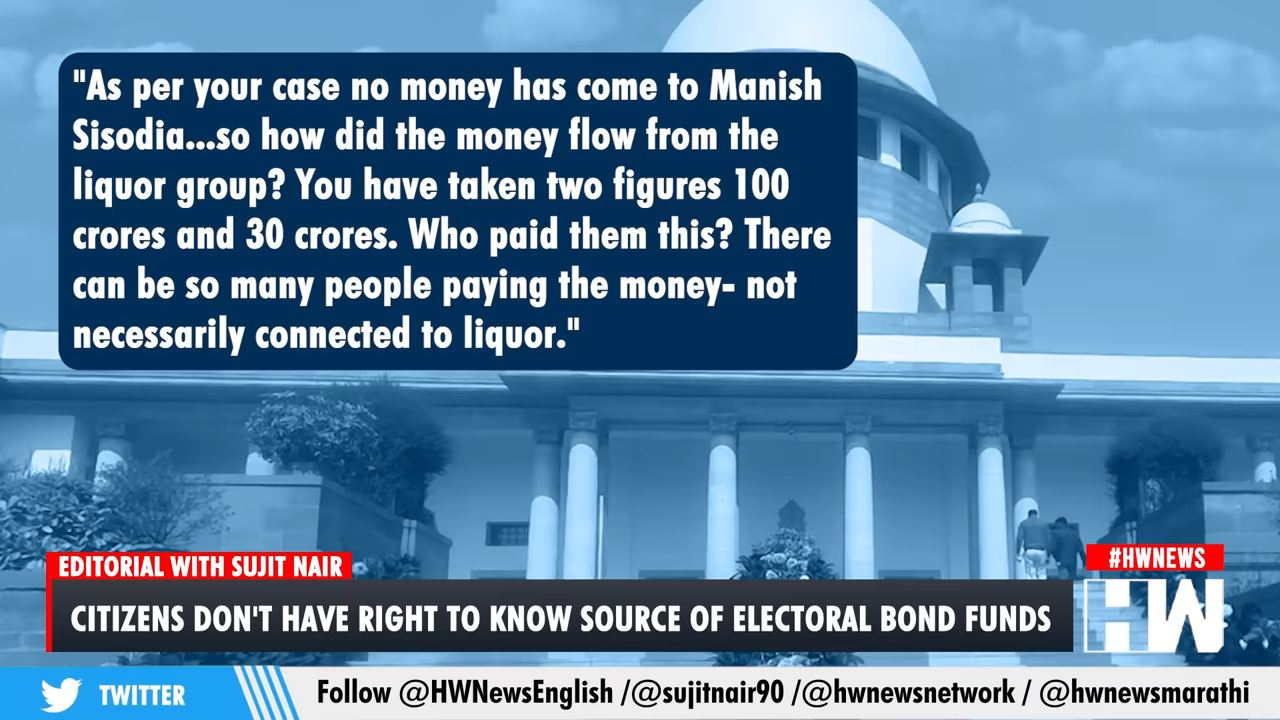 "As per your case no money has come to Manish
Sisodia...so how did the money flow from the
liquor group? You have taken two figures 100
crores and 30 crores. Who paid them this? There
can be so many people paying the money- not
necessarily connected to liquor."
EDITORIAL WITH SUJIT NAIR
#HWNEWS
CITIZENS DON'T HAVE RIGHT TO KNOW SOURCE OF ELECTORAL BOND FUNDS
HW
TWITTER
Follow @HWNewsEnglish /@sujitnair90 /@hwnewsnetwork / @hwnewsmarathi